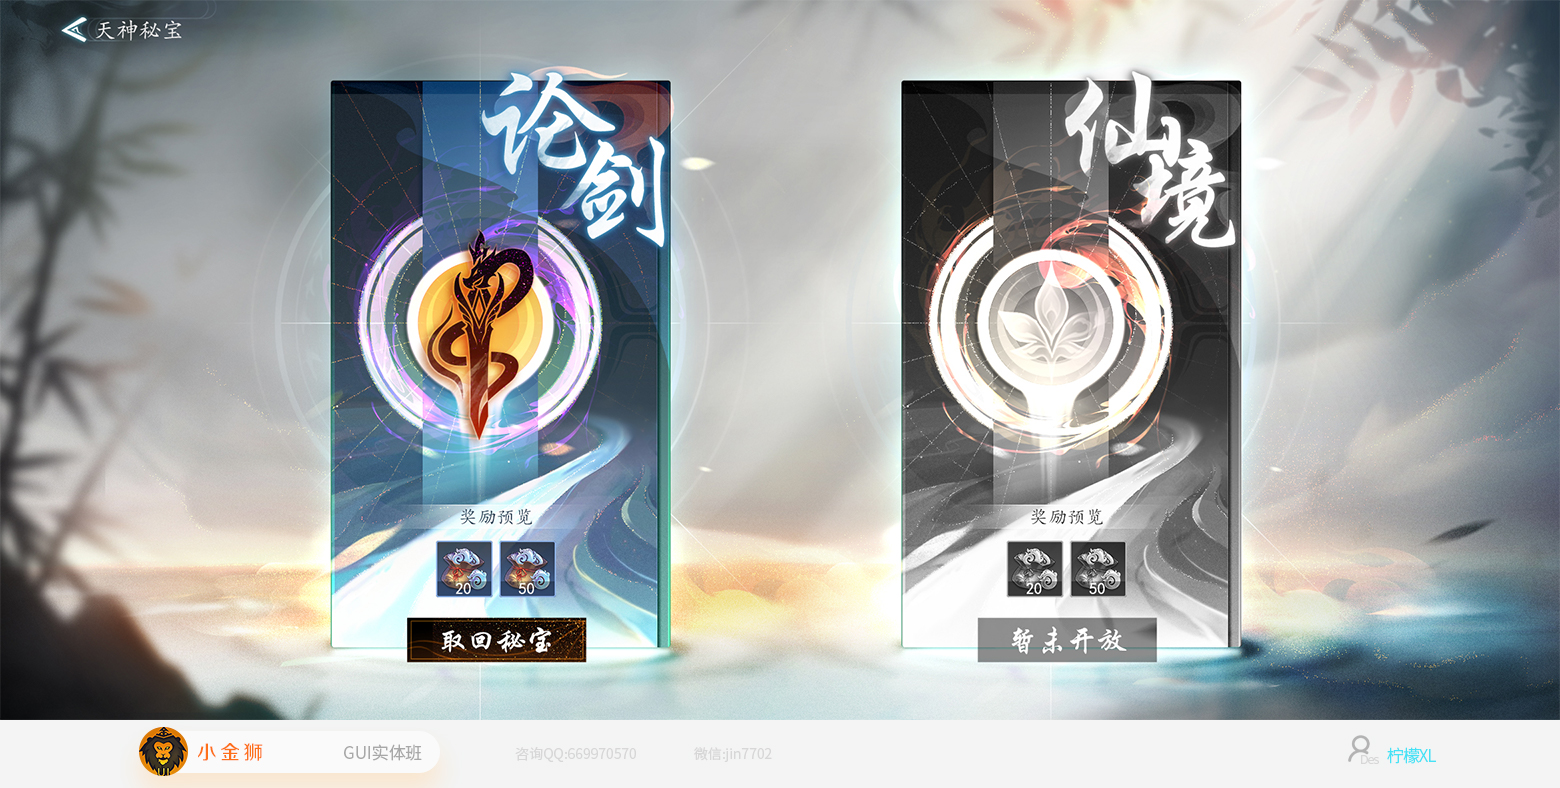 天神秘宝
论剑
奖励预览
20
50
取回秘宝
仙境
奖励预览
20
50
暂未开放
小金狮
GUI实体班
咨询QQ:669970570
微信:jin7702
Des
柠檬XL